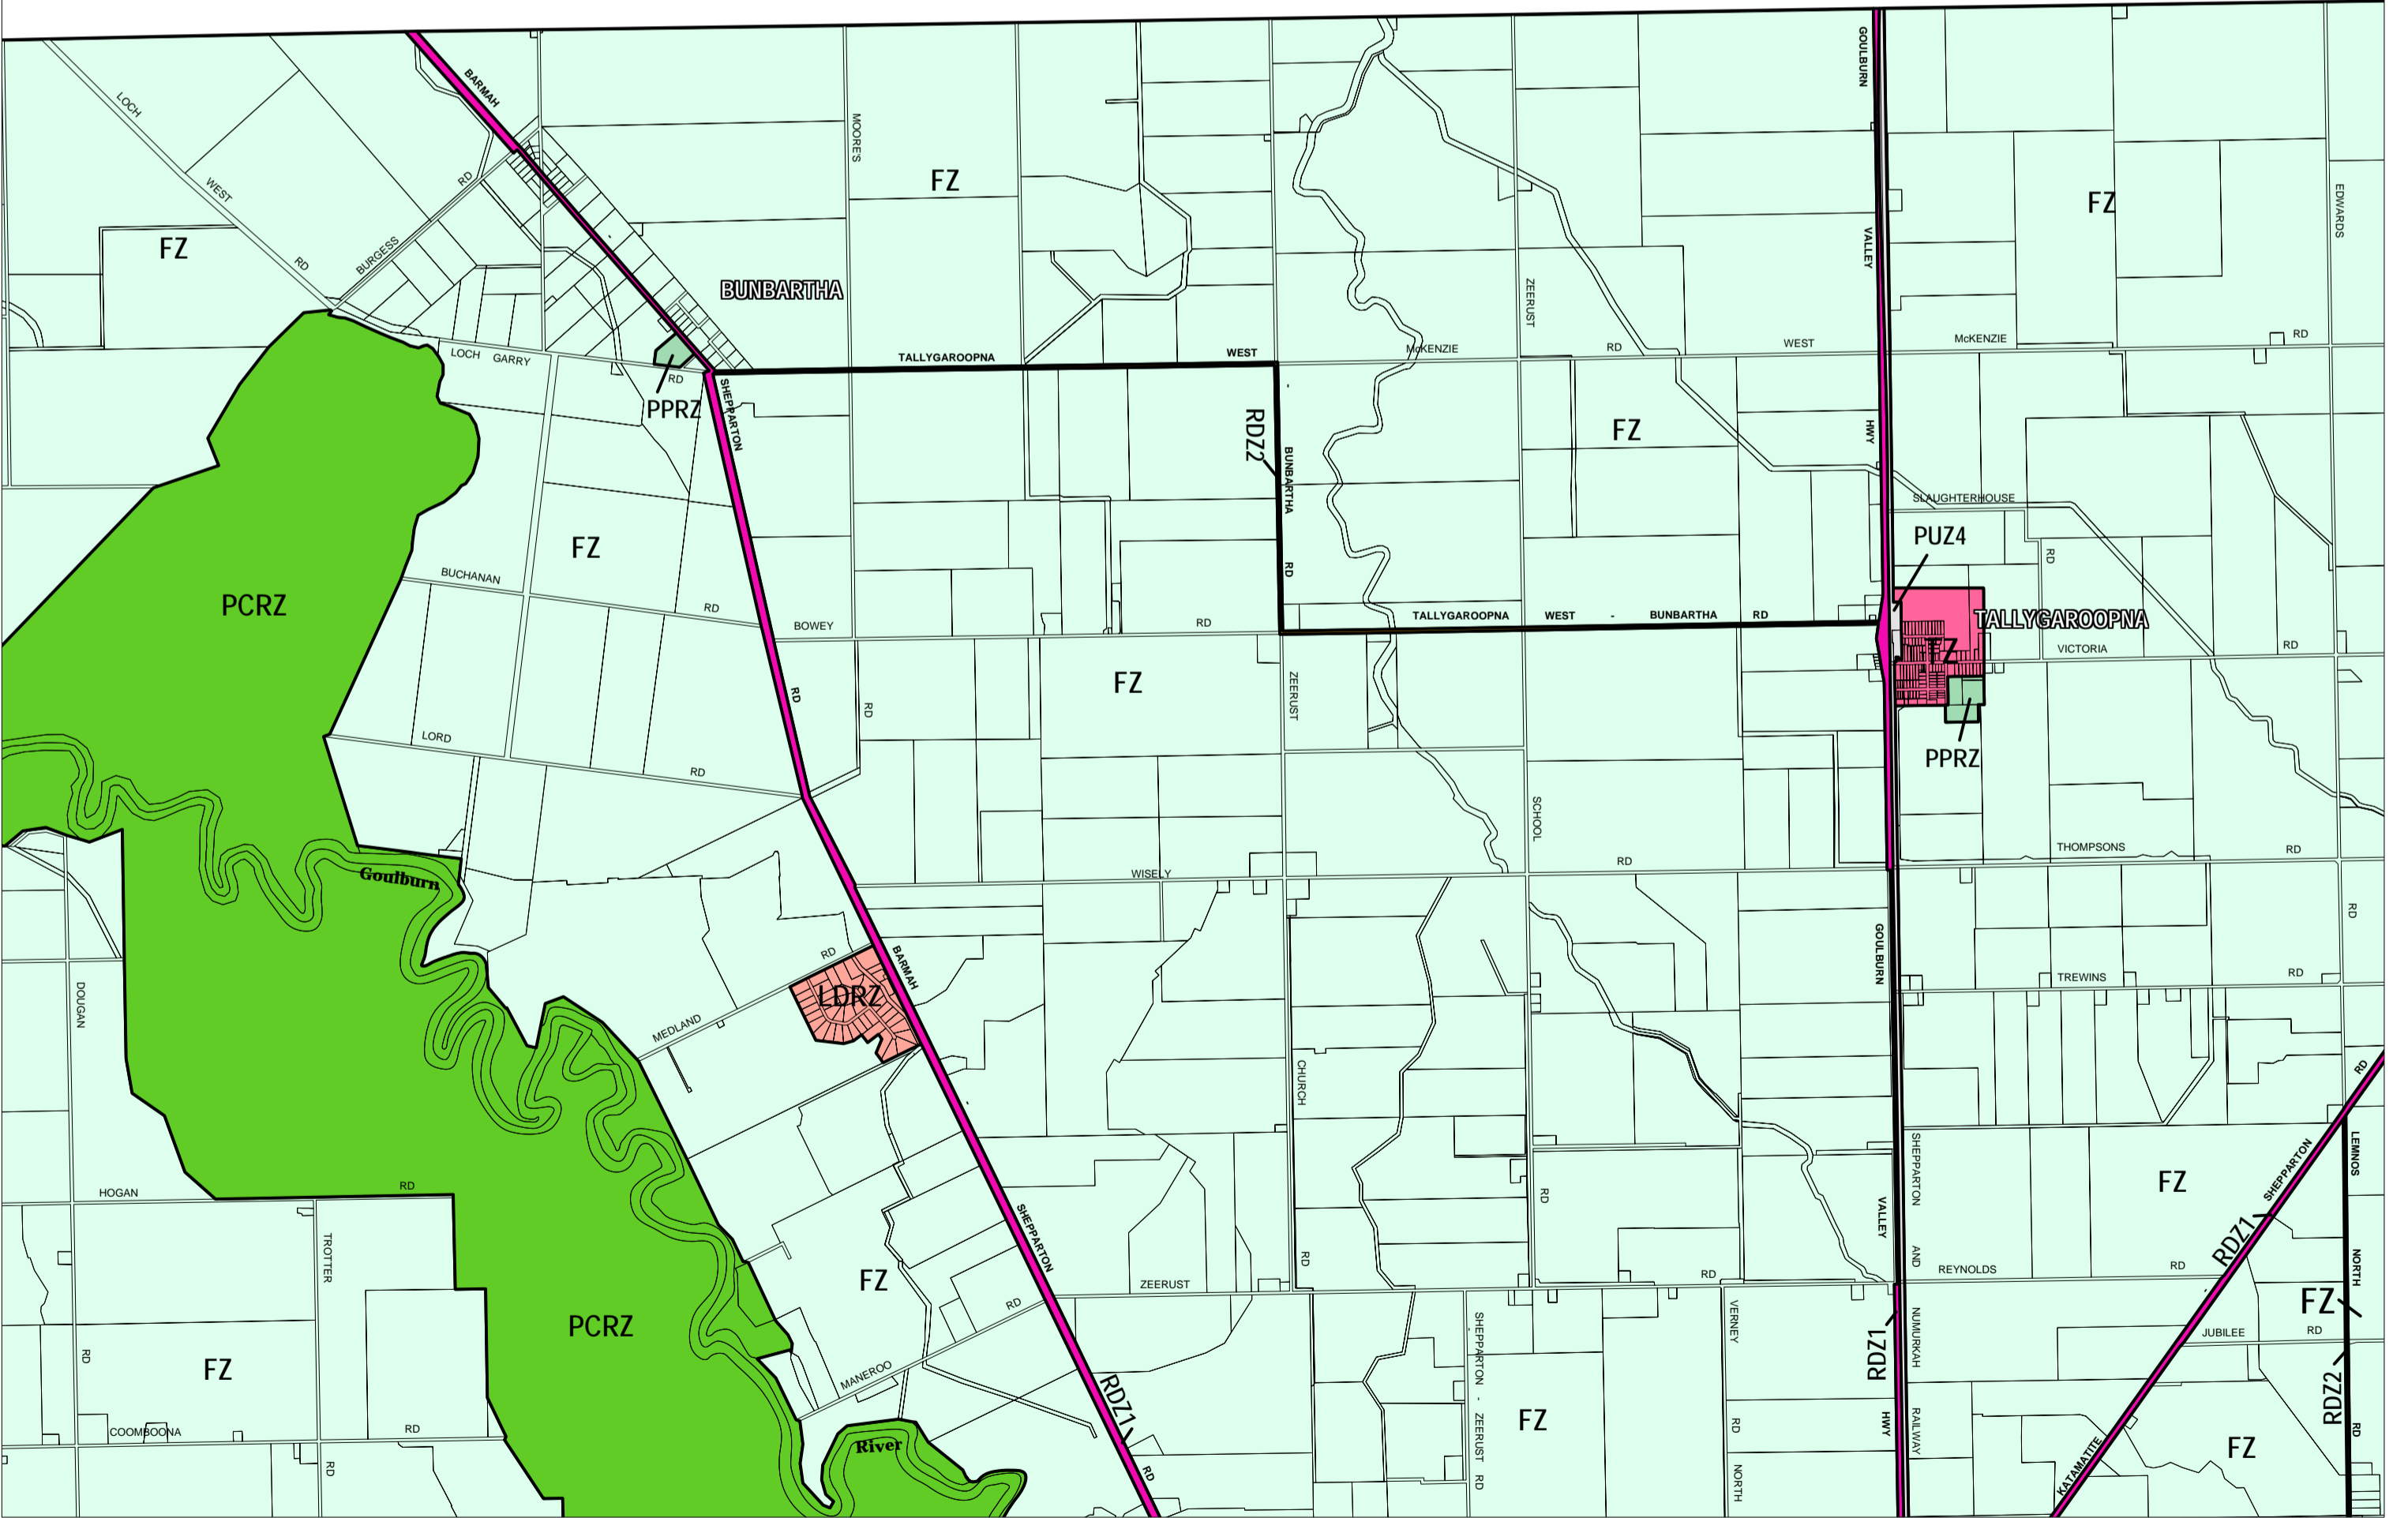 GOULBURN
BARMAH
LOCH
MOORE'S
FZ
RD
WEST
FZ
EDWARDS
FZ
BURGESS
RD
VALLEY
BUNBARTHA
ZEERUST
LOCH GARRY
RD
PPRZ
SHEPPARTON
TALLYGAROOPNA WEST
McKENZIE RD WEST
McKENZIE RD
-
RDZ2
BUNBARTHA
RD
FZ
HWY
SLAUGHTERHOUSE
RD
PUZ4
FZ
PCRZ
BUCHANAN RD
BOWEY RD
TALLYGAROOPNA WEST - BUNBARTHA RD
TALLYGAROOPNA
TZ
VICTORIA RD
PPRZ
FZ
ZEERUST
RD
RD
LORD RD
SCHOOL
RD
THOMPSONS RD
WISELY
RD
Goulburn
RD
BARMAH
LDRZ
GOULBURN
TREWINS RD
DOUGAN
MEDLAND
CHURCH
-
RD
SHEPPARTON
LEMNOS
SHEPPARTON
FZ
HOGAN RD
RD
VALLEY
SHEPPARTON
AND
RDZ1
NORTH
TROTTER
FZ
RD
ZEERUST
RD
REYNOLDS RD
-
FZ
RD
MANEROO
PCRZ
FZ
RD
SHEPPARTON - ZEERUST RD
VERNEY
RDZ1
NUMURKAH
JUBILEE RD
RDZ2
RDZ1
COOMBOONA RD
RD
River
RD
FZ
RD
NORTH
HWY
RAILWAY
KATAMATITE
FZ
RD